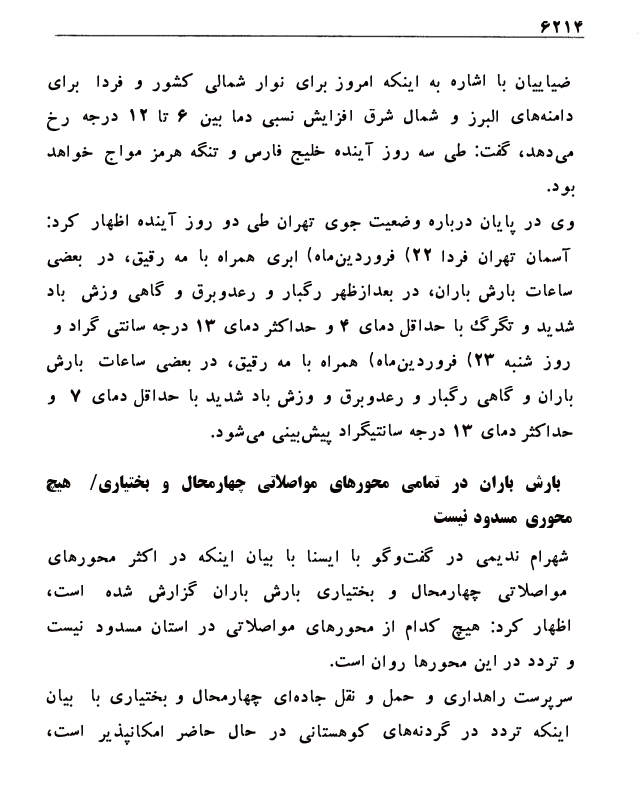 ۶۲۱۴
ضیاییان با اشاره به اینکه امروز برای نوار شمالی کشور و فردا برای
دامنه‌های البرز و شمال شرق افزایش نسبی دما بین ۶ تا ۱۲ درجه رخ
می‌دهد، گفت: طی سه روز آینده خلیج فارس و تنگه هرمز مواج خواهد
بود.
وی در پایان درباره وضعیت جوی تهران طی دو روز آینده اظهار کرد:
آسمان تهران فردا ۲۲) فروردین‌ماه) ابری همراه با مه رقیق، در بعضی
ساعات بارش باران، در بعدازظهر رگبار و رعدوبرق و گاهی وزش باد
شدید و تگرگ با حداقل دمای ۴ و حداکثر دمای ۱۳ درجه سانتی گراد و
روز شنبه ۲۳) فروردین‌ماه) همراه با مه رقیق، در بعضی ساعات بارش
باران و گاهی رگبار و رعدوبرق و وزش باد شدید با حداقل دمای ۷ و
حداکثر دمای ۱۳ درجه سانتیگراد پیش‌بینی می‌شود.
بارش باران در تمامی محورهای مواصلاتی چهارمحال و بختیاری/ هیچ
محوری مسدود نیست
شهرام ندیمی در گفت‌وگو با ایسنا با بیان اینکه در اکثر محورهای
مواصلاتی چهارمحال و بختیاری بارش باران گزارش شده است،
اظهار کرد: هیچ کدام از محورهای مواصلاتی در استان مسدود نیست
و تردد در این محورها روان است.
سرپرست راهداری و حمل و نقل جاده‌ای چهارمحال و بختیاری با بیان
اینکه تردد در گردنه‌های کوهستانی در حال حاضر امکانپذیر است،